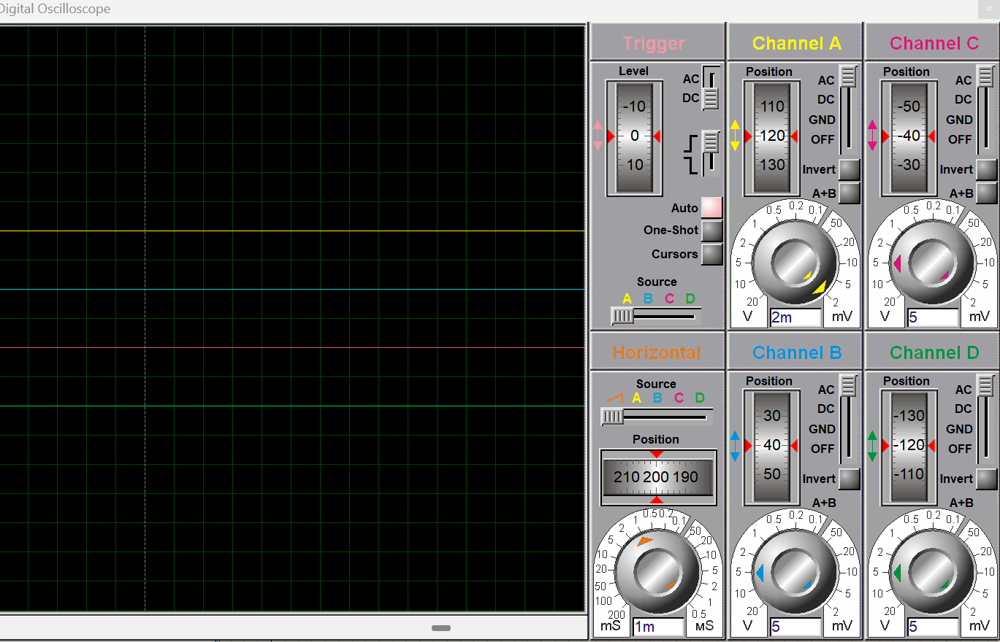 Digital Oscilloscope
Trigger
Level
-10
0
10
AC
DC
Auto
One-Shot
Cursors
Source
A B C D
Channel A
Position
110
120
130
AC
DC
GND
OFF
Invert
A+B
0.5 0.2 0.1
1 50
2 20
5 10
10 5
20 2
V 2m mV
Channel C
Position
-50
-40
-30
AC
DC
GND
OFF
Invert
A+B
0.5 0.2 0.1
1 50
2 20
5 10
10 5
20 2
V 5 mV
Horizontal
Source
A B C D
Position
210 200 190
0.5 0.2
1 0.1
2 50
5 20
10 10
20 5
50 2
100 1
200 0.5
mS 1m мS
Channel B
Position
30
40
50
AC
DC
GND
OFF
Invert
A+B
0.5 0.2 0.1
1 50
2 20
5 10
10 5
20 2
V 5 mV
Channel D
Position
-130
-120
-110
AC
DC
GND
OFF
Invert
A+B
0.5 0.2 0.1
1 50
2 20
5 10
10 5
20 2
V 5 mV